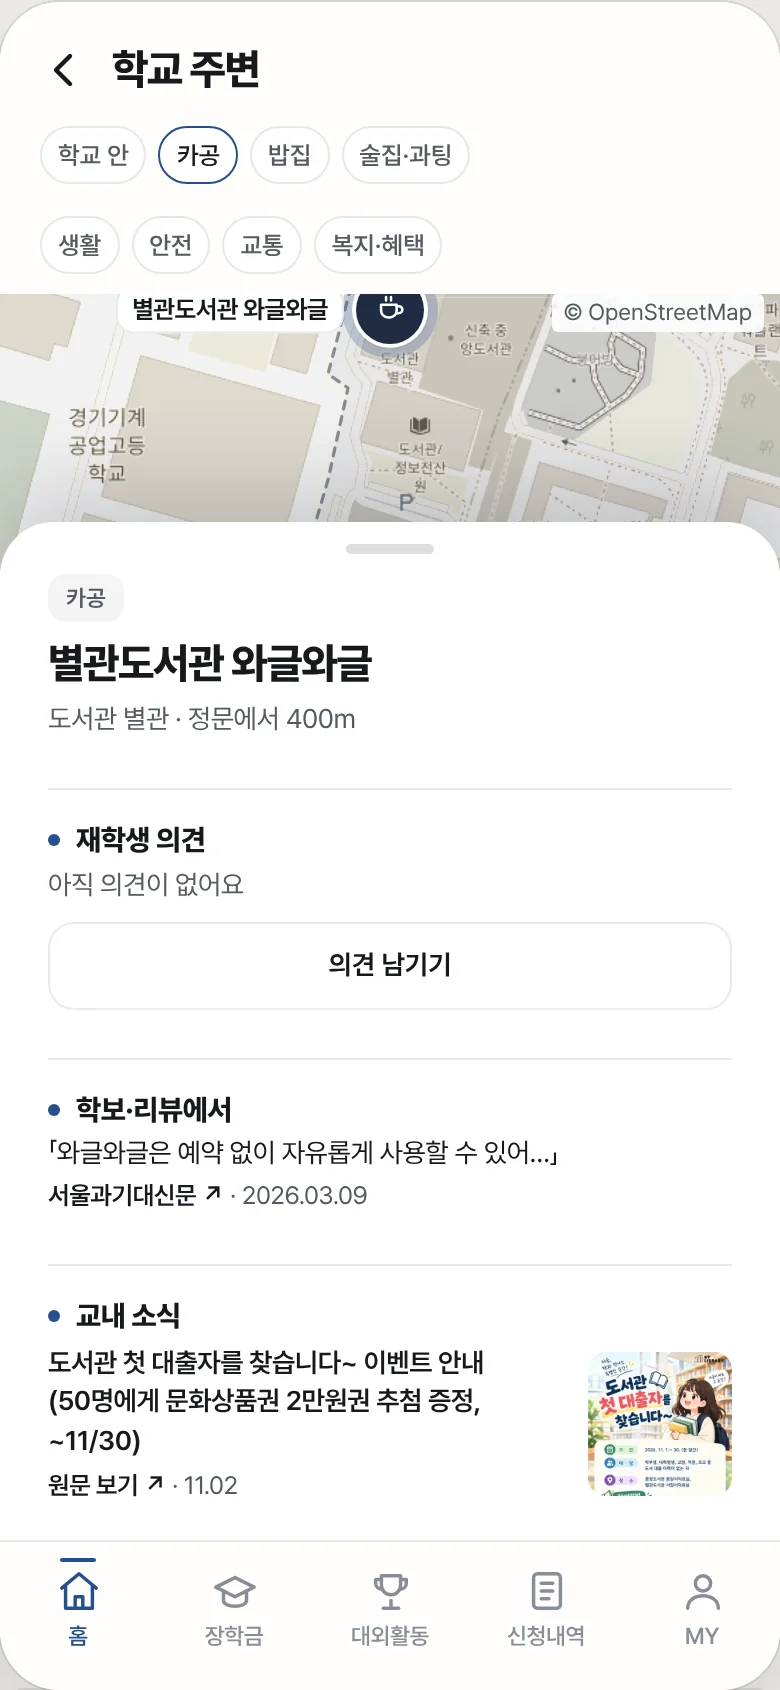 학교 주변
학교 안
카공
밥집
술집·과팅
생활
안전
교통
복지·혜택
별관도서관 와글와글
© OpenStreetMap
신축 중
앙도서관
도서관
별관
붕어방
경기기계
공업고등
학교
도서관/
정보전산
원
P
카공
별관도서관 와글와글
도서관 별관 · 정문에서 400m
재학생 의견
아직 의견이 없어요
의견 남기기
학보·리뷰에서
「와글와글은 예약 없이 자유롭게 사용할 수 있어...」
서울과기대신문 ↗ · 2026.03.09
교내 소식
도서관 첫 대출자를 찾습니다~ 이벤트 안내
(50명에게 문화상품권 2만원권 추첨 증정,
~11/30)
원문 보기 ↗ · 11.02
도서관
첫 대출자를
찾습니다~
홈
장학금
대외활동
신청내역
MY